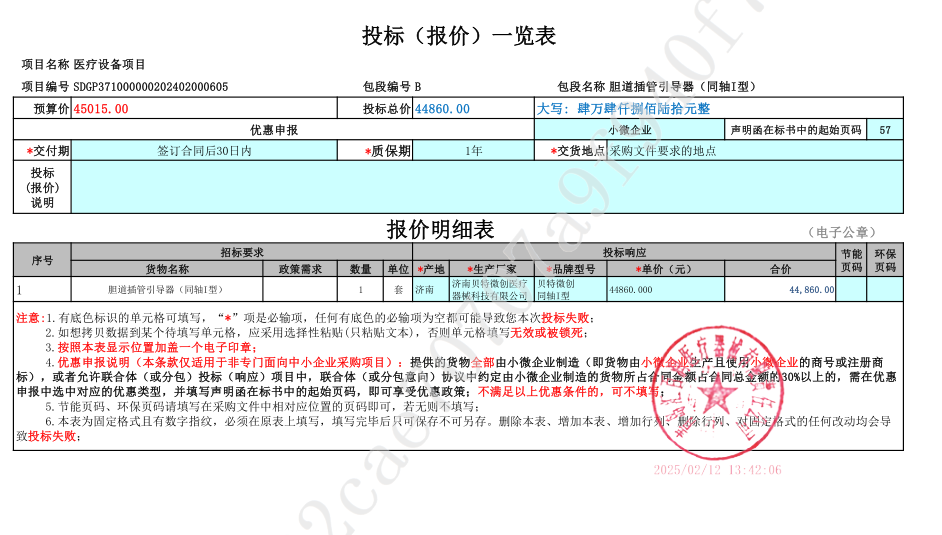 投标（报价）一览表
项目名称 医疗设备项目
项目编号 SDGP371000000202402000605 包段编号 B 包段名称 胆道插管引导器（同轴I型）
预算价 45015.00 投标总价 44860.00 大写: 肆万肆仟捌佰陆拾元整
优惠申报 小微企业 声明函在标书中的起始页码 57
*交付期 签订合同后30日内 *质保期 1年 *交货地点 采购文件要求的地点
投标
(报价)
说明
报价明细表 （电子公章）
序号 招标要求 投标响应 节能页码 环保页码
货物名称 政策需求 数量 单位 *产地 *生产厂家 *品牌型号 *单价（元） 合价
1 胆道插管引导器（同轴I型） 1 套 济南 济南贝特微创医疗器械科技有限公司 贝特微创同轴I型 44860.000 44,860.00
注意:1.有底色标识的单元格可填写，“*”项是必输项，任何有底色的必输项为空都可能导致您本次投标失败；
2.如想拷贝数据到某个待填写单元格，应采用选择性粘贴(只粘贴文本)，否则单元格填写无效或被锁死；
3.按照本表显示位置加盖一个电子印章；
4.优惠申报说明（本条款仅适用于非专门面向中小企业采购项目）：提供的货物全部由小微企业制造（即货物由小微企业生产且使用小微企业的商号或注册商
标），或者允许联合体（或分包）投标（响应）项目中，联合体（或分包意向）协议中约定由小微企业制造的货物所占合同金额占合同总金额的30%以上的，需在优惠
申报中选中对应的优惠类型，并填写声明函在标书中的起始页码，即可享受优惠政策；不满足以上优惠条件的，可不填写；
5.节能页码、环保页码请填写在采购文件中相对应位置的页码即可，若无则不填写；
6.本表为固定格式且有数字指纹，必须在原表上填写，填写完毕后只可保存不可另存。删除本表、增加本表、增加行列、删除行列、对固定格式的任何改动均会导
致投标失败；
2025/02/12 13:42:06